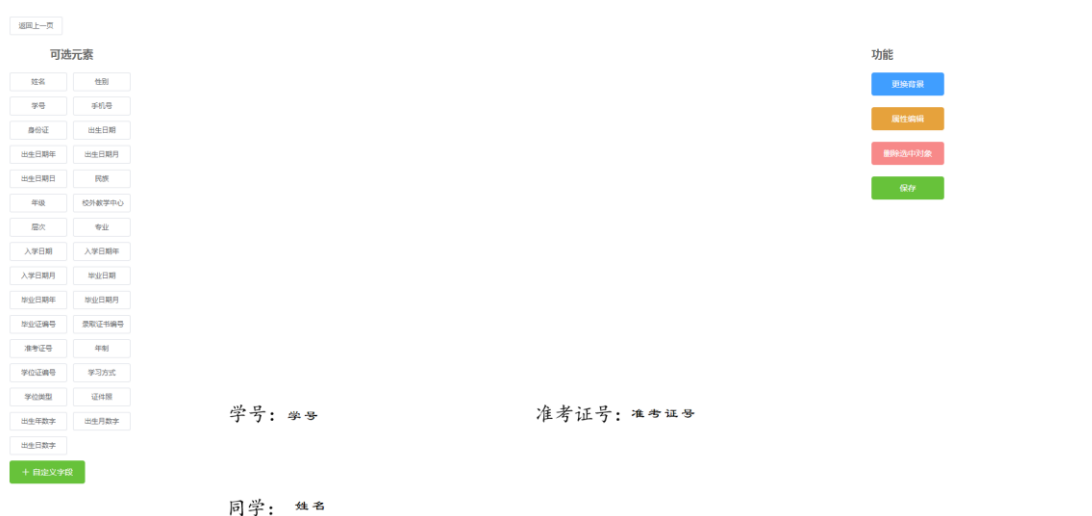 返回上一页
可选元素
功能
姓名 性别
更换背景
学号 手机号
属性编辑
身份证 出生日期
出生日期年 出生日期月
删除选中对象
出生日期日 民族
保存
年级 校外教学中心
层次 专业
入学日期 入学日期年
入学日期月 毕业日期
毕业日期年 毕业日期月
毕业证编号 录取证书编号
准考证号 年制
学位证编号 学习方式
学位类型 证件照
出生年数字 出生月数字
学号：学号 准考证号：准考证号
出生日数字
+ 自定义字段
同学： 姓名